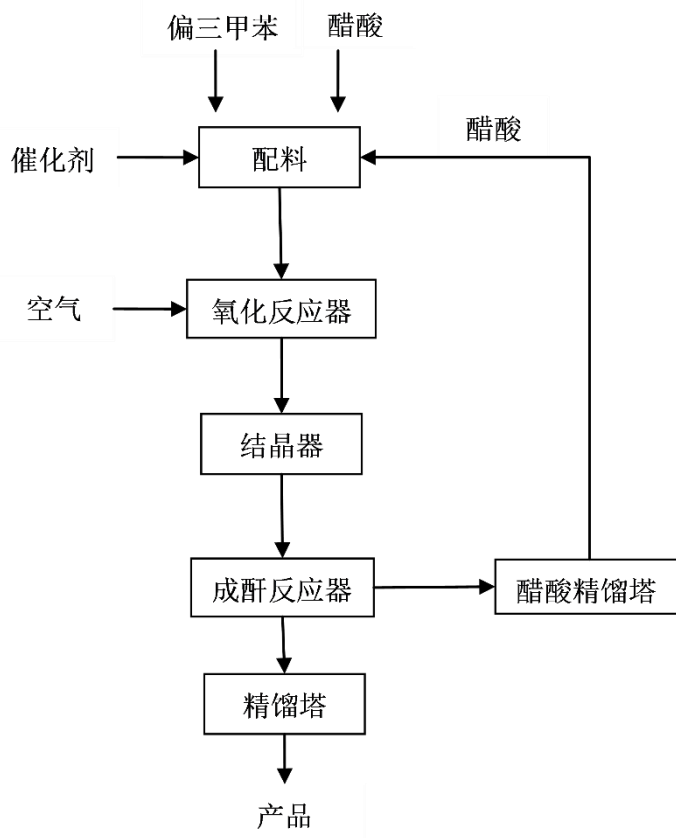 偏三甲苯
醋酸
醋酸
催化剂
配料
空气
氧化反应器
结晶器
成酐反应器
醋酸精馏塔
精馏塔
产品